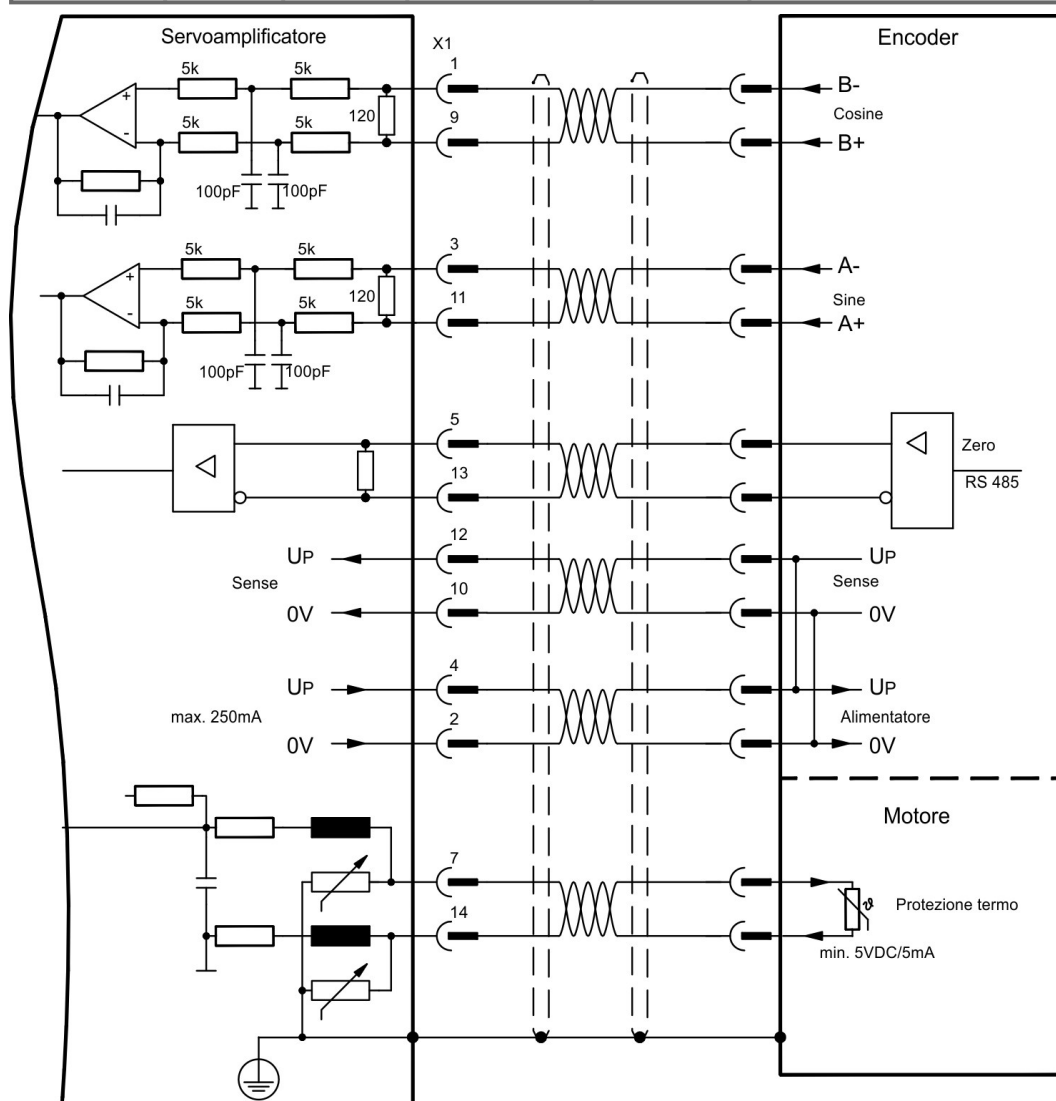 Servoamplificatore
X1
Encoder
5k
5k
1
B-
+
120
Cosine
-
5k
5k
9
B+
100pF
100pF
5k
5k
3
A-
+
120
Sine
-
5k
5k
11
A+
100pF
100pF
5
Zero
13
RS 485
12
UP
UP
Sense
Sense
10
0V
0V
4
UP
UP
max. 250mA
Alimentatore
2
0V
0V
Motore
7
ϑ
Protezione termo
14
min. 5VDC/5mA